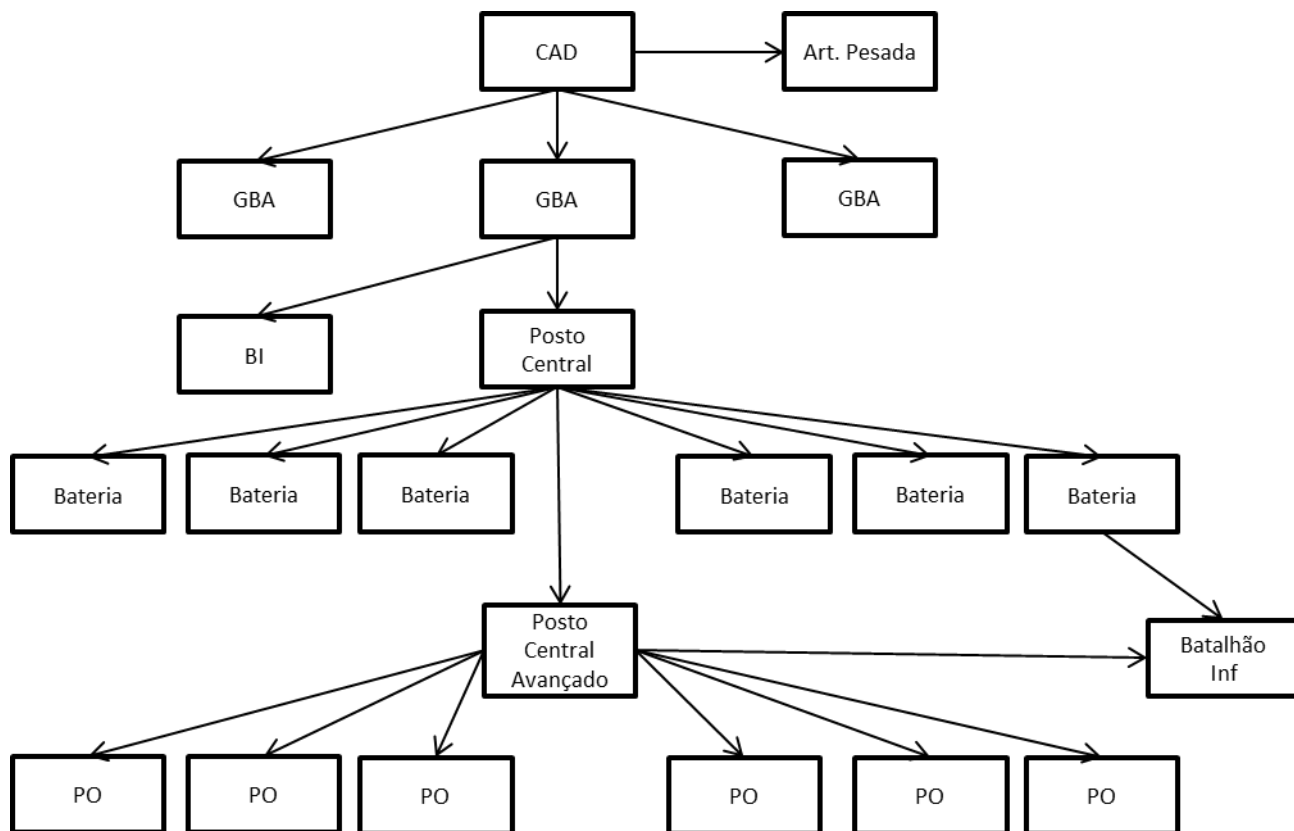 CAD
Art. Pesada
GBA
GBA
GBA
BI
Posto
Central
Bateria
Bateria
Bateria
Bateria
Bateria
Bateria
Posto
Central
Avançado
Batalhão
Inf
PO
PO
PO
PO
PO
PO